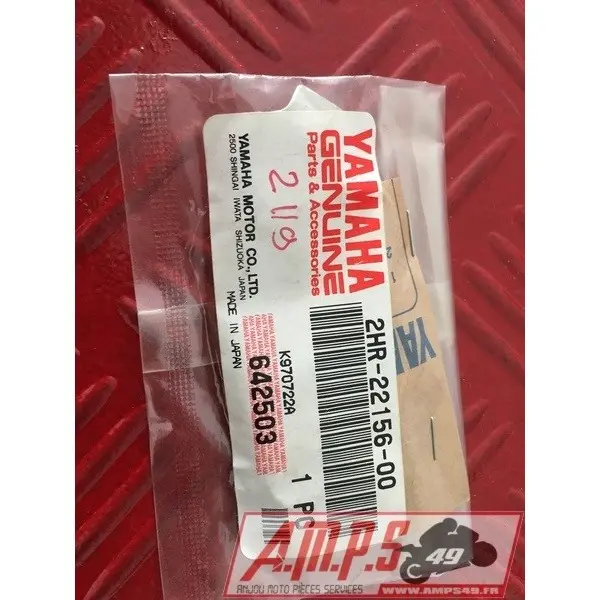 YAMAHA
GENUINE
Parts & Accessories
2119
YAMAHA MOTOR CO., LTD.
2500 SHINGAI IWATA SHIZUOKA JAPAN
MADE IN JAPAN
2HR-22156-00
K970722A
642503
1 PC
A.M.P.S 49
ANJOU MOTO PIECES SERVICES
WWW.AMPS49.FR